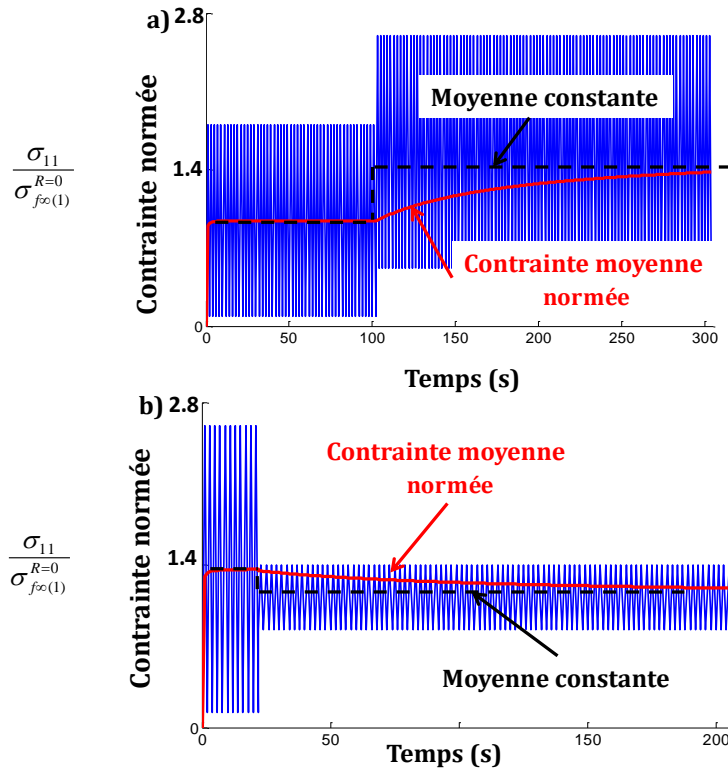 a)
2.8
Moyenne constante
σ11
σf∞(1)R=0
Contrainte normée
1.4
Contrainte moyenne
normée
0
0 50 100 150 200 250 300
Temps (s)
b)
2.8
Contrainte moyenne
normée
σ11
σf∞(1)R=0
Contrainte normée
1.4
Moyenne constante
0
0 50 100 150 200
Temps (s)